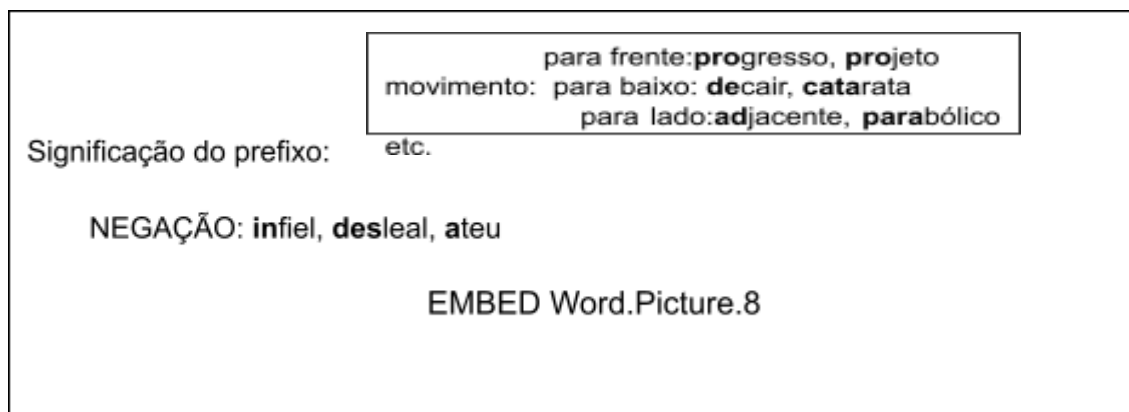 para frente:progresso, projeto
movimento: para baixo: decair, catarata
para lado:adjacente, parabólico
etc.
Significação do prefixo:
NEGAÇÃO: infiel, desleal, ateu
EMBED Word.Picture.8